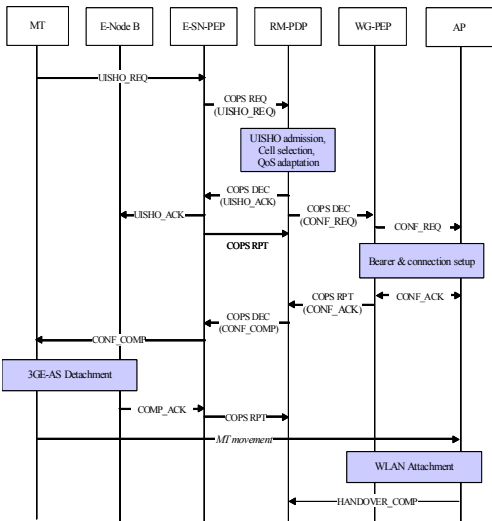 MT
E-Node B
E-SN-PEP
RM-PDP
WG-PEP
AP
UISHO_REQ
COPS REQ
(UISHO_REQ)
UISHO admission,
Cell selection,
QoS adaptation
COPS DEC
(UISHO_ACK)
UISHO_ACK
COPS DEC
(CONF_REQ)
CONF_REQ
COPS RPT
Bearer & connection setup
COPS RPT
(CONF_ACK)
CONF_ACK
COPS DEC
(CONF_COMP)
CONF_COMP
3GE-AS Detachment
COMP_ACK
COPS RPT
MT movement
WLAN Attachment
HANDOVER_COMP